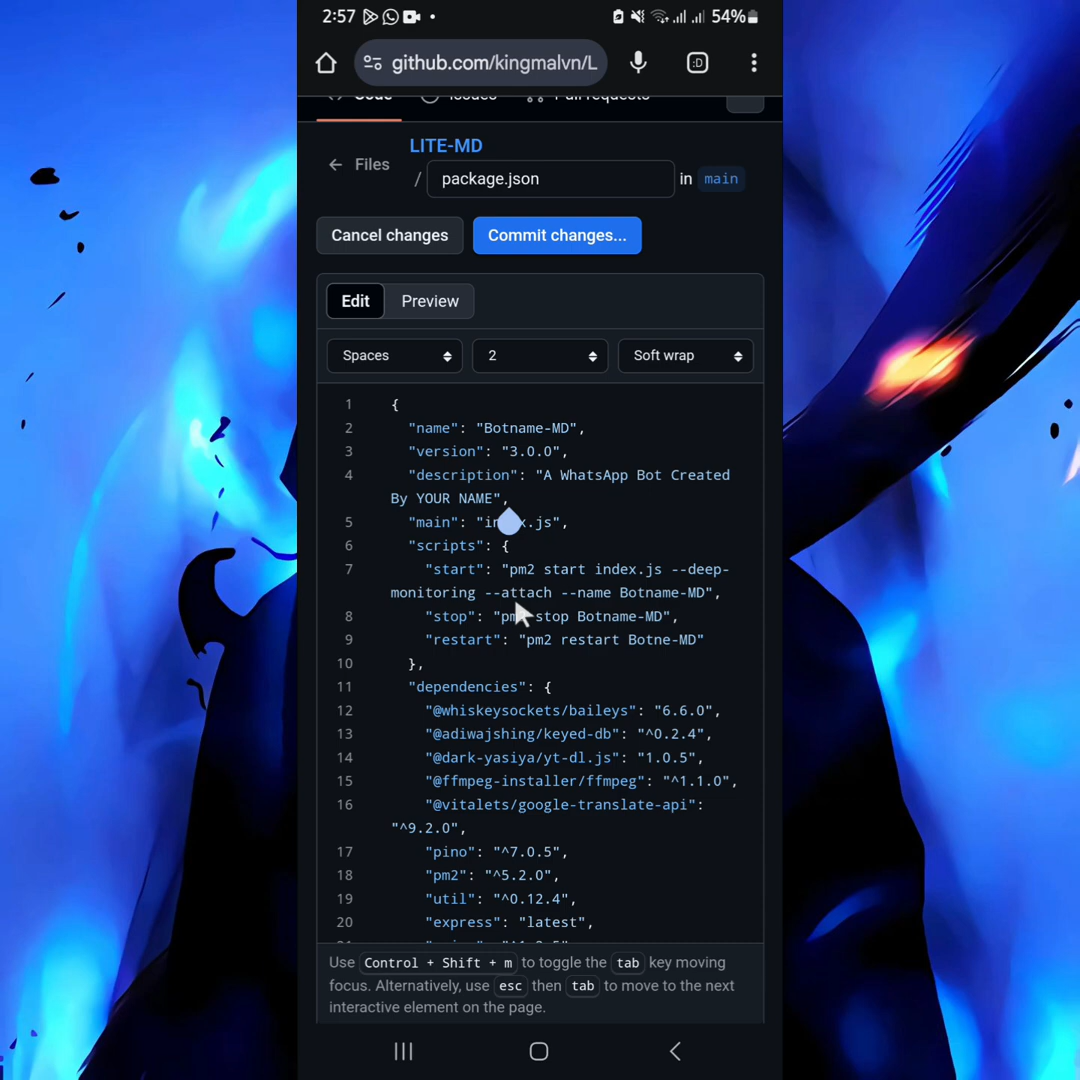 2:57
54%
github.com/kingmalvn/L
:D
Code
Issues
Pull requests
LITE-MD
Files
/ package.json in main
Cancel changes
Commit changes...
Edit
Preview
Spaces
2
Soft wrap
1 {
2 "name": "Botname-MD",
3 "version": "3.0.0",
4 "description": "A WhatsApp Bot Created
By YOUR NAME",
5 "main": "index.js",
6 "scripts": {
7 "start": "pm2 start index.js --deep-
monitoring --attach --name Botname-MD",
8 "stop": "pm2 stop Botname-MD",
9 "restart": "pm2 restart Botne-MD"
10 },
11 "dependencies": {
12 "@whiskeysockets/baileys": "6.6.0",
13 "@adiwajshing/keyed-db": "^0.2.4",
14 "@dark-yasiya/yt-dl.js": "1.0.5",
15 "@ffmpeg-installer/ffmpeg": "^1.1.0",
16 "@vitalets/google-translate-api":
"^9.2.0",
17 "pino": "^7.0.5",
18 "pm2": "^5.2.0",
19 "util": "^0.12.4",
20 "express": "latest",
Use Control + Shift + m to toggle the tab key moving
focus. Alternatively, use esc then tab to move to the next
interactive element on the page.